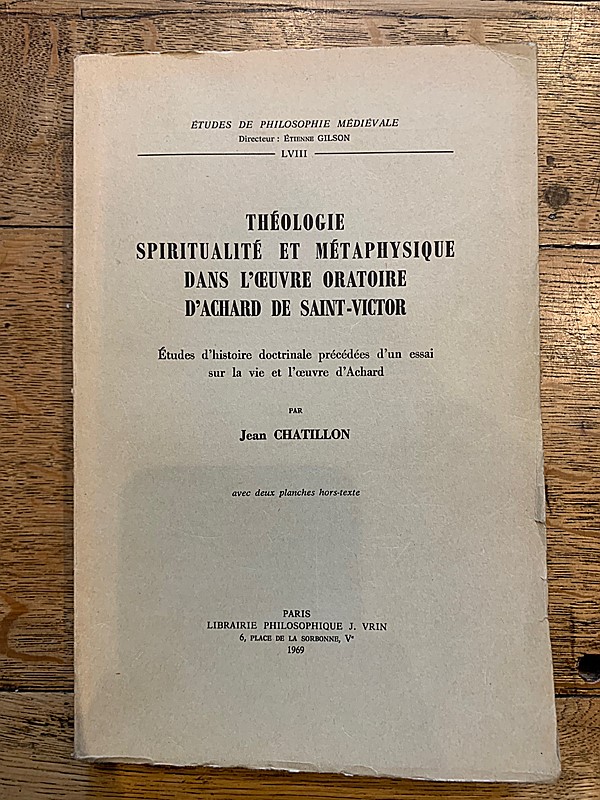 ÉTUDES DE PHILOSOPHIE MÉDIÉVALE
Directeur : Étienne GILSON
LVIII
THÉOLOGIE
SPIRITUALITÉ ET MÉTAPHYSIQUE
DANS L'ŒUVRE ORATOIRE
D'ACHARD DE SAINT-VICTOR
Études d'histoire doctrinale précédées d'un essai
sur la vie et l'œuvre d'Achard
PAR
Jean CHATILLON
avec deux planches hors-texte
PARIS
LIBRAIRIE PHILOSOPHIQUE J. VRIN
6, PLACE DE LA SORBONNE, Ve
1969